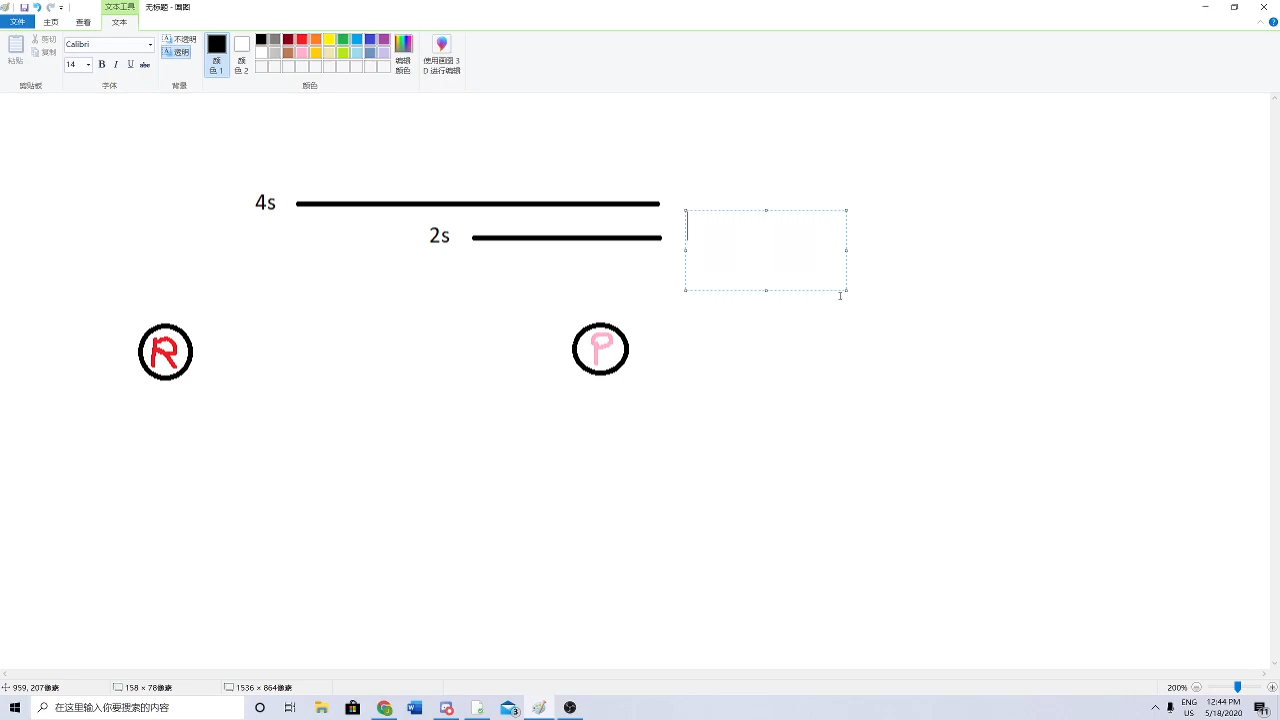 文本工具
无标题 - 画图
文件
主页
查看
文本
粘贴
剪切
复制
剪贴板
Calibri
14
B I U abc
字体
不透明
透明
背景
颜色 1
颜色 2
颜色
编辑颜色
使用画图 3D 进行编辑
4s
2s
R
P
959, 207像素
158 × 78像素
1536 × 864像素
200%
在这里输入你要搜索的内容
W
3
ENG
US
12:44 PM
5/18/2020
11